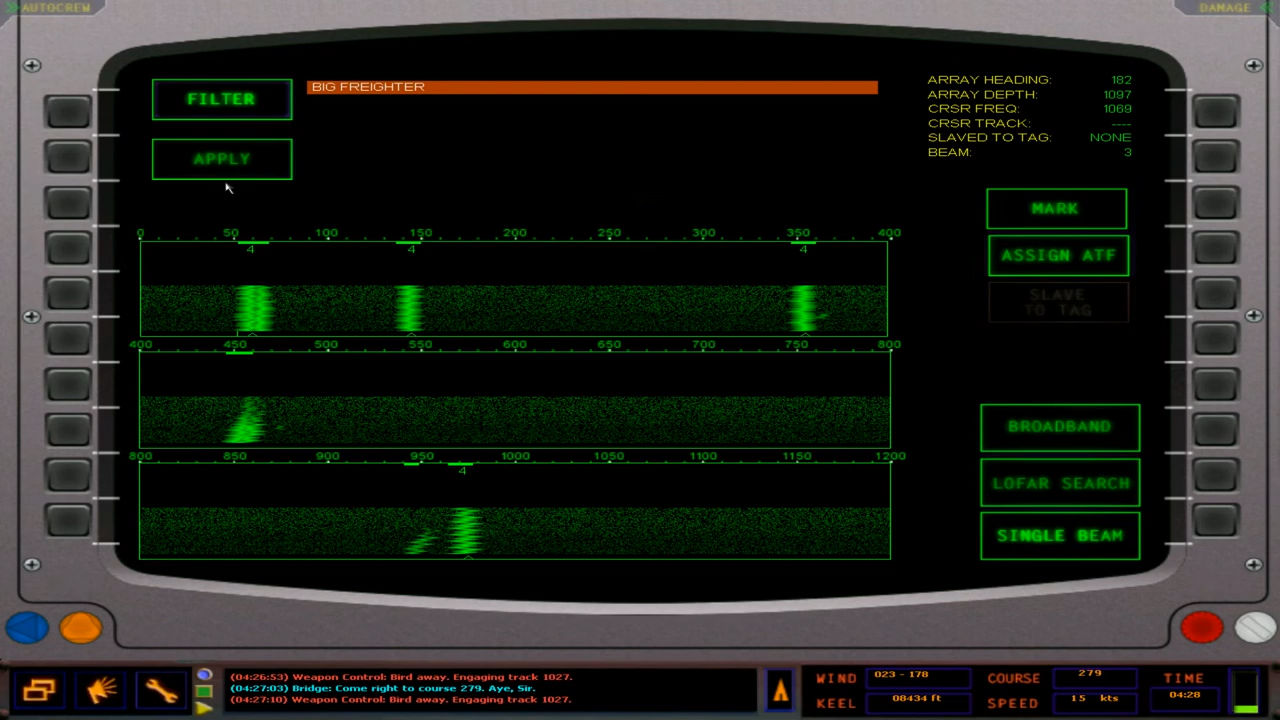 AUTOCREW
DAMAGE
FILTER
BIG FREIGHTER
ARRAY HEADING: 182
ARRAY DEPTH: 1097
CRSR FREQ: 1069
CRSR TRACK: ----
SLAVED TO TAG: NONE
BEAM: 3
APPLY
MARK
ASSIGN ATF
SLAVE
TO TAG
0 50 100 150 200 250 300 350 400
4 4 4
400 450 500 550 600 650 700 750 800
800 850 900 950 1000 1050 1100 1150 1200
4
BROADBAND
LOFAR SEARCH
SINGLE BEAM
(04:26:53) Weapon Control: Bird away. Engaging track 1027.
(04:27:03) Bridge: Come right to course 279. Aye, Sir.
(04:27:10) Weapon Control: Bird away. Engaging track 1027.
WIND 023 - 178
KEEL 08434 ft
COURSE 279
SPEED 15 kts
TIME
04:28